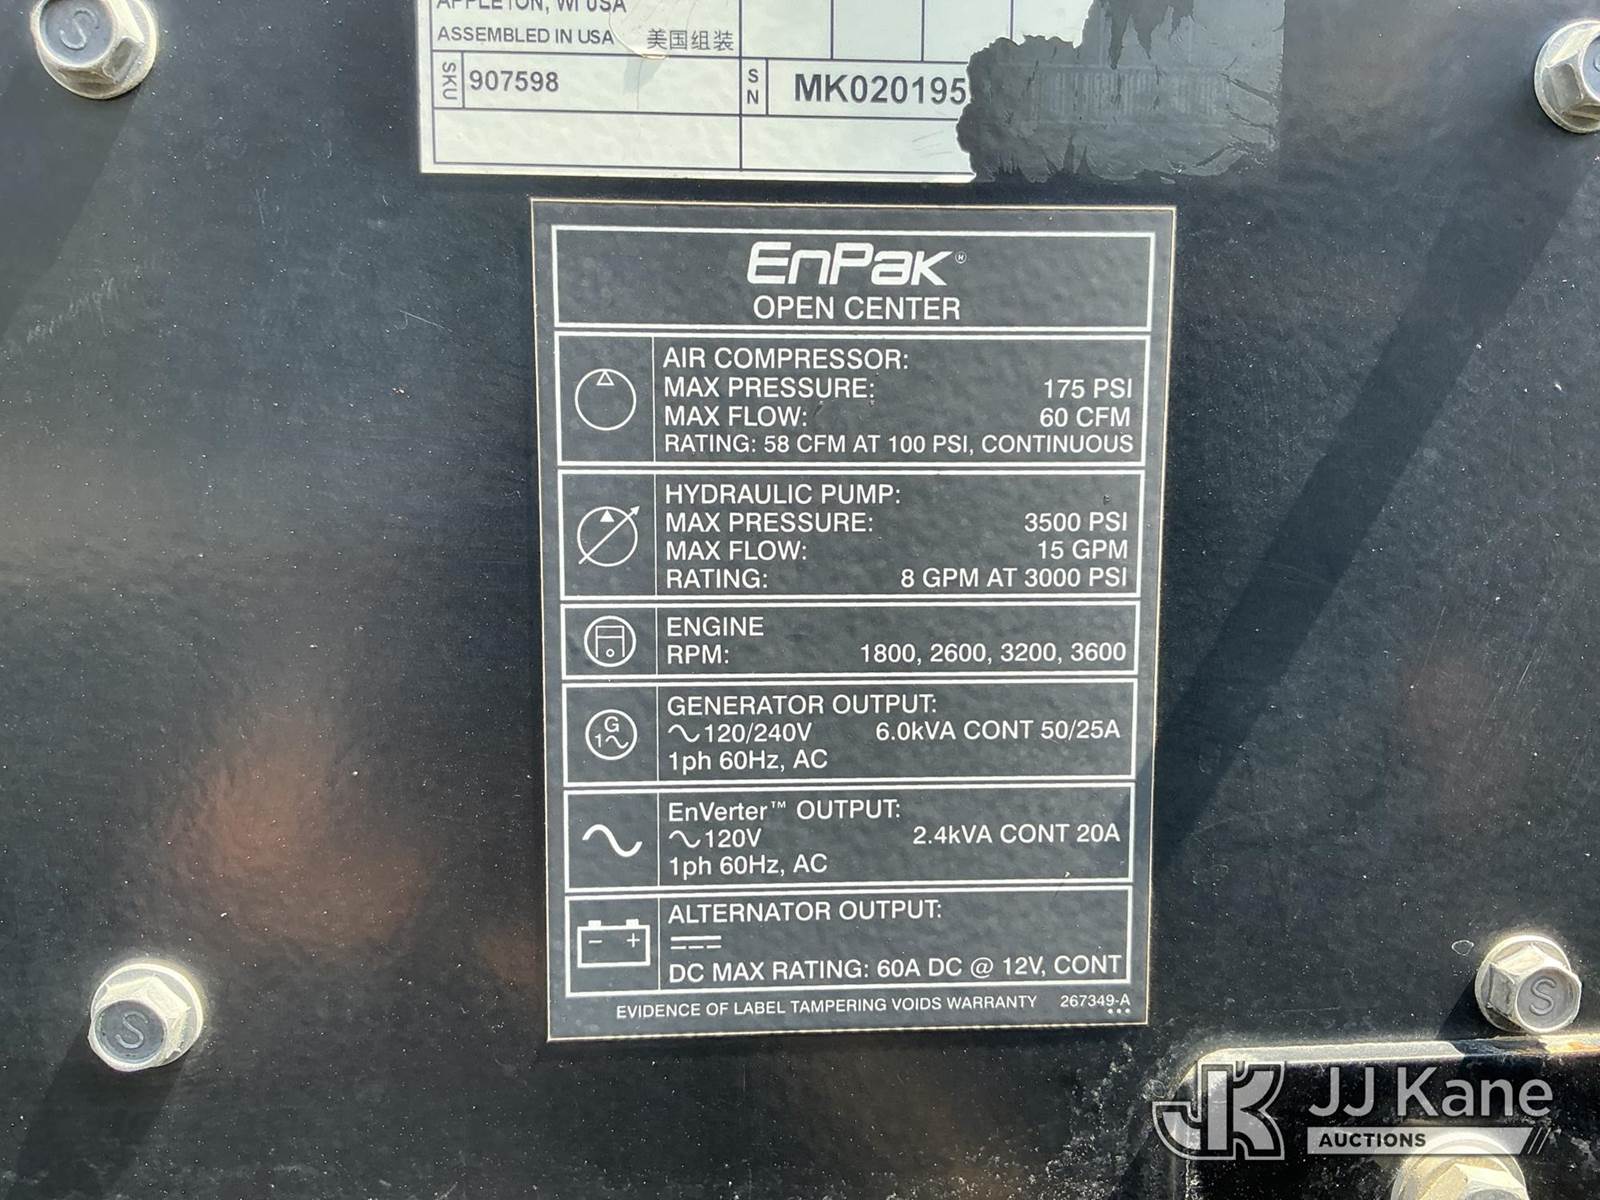 APPLETON, WI USA
ASSEMBLED IN USA 美国组装
SKU 907598 SN MK020195
EnPak®
OPEN CENTER
AIR COMPRESSOR:
MAX PRESSURE: 175 PSI
MAX FLOW: 60 CFM
RATING: 58 CFM AT 100 PSI, CONTINUOUS
HYDRAULIC PUMP:
MAX PRESSURE: 3500 PSI
MAX FLOW: 15 GPM
RATING: 8 GPM AT 3000 PSI
ENGINE
RPM: 1800, 2600, 3200, 3600
G
1~
GENERATOR OUTPUT:
~120/240V 6.0kVA CONT 50/25A
1ph 60Hz, AC
EnVerter™ OUTPUT:
~120V 2.4kVA CONT 20A
1ph 60Hz, AC
ALTERNATOR OUTPUT:
DC MAX RATING: 60A DC @ 12V, CONT
EVIDENCE OF LABEL TAMPERING VOIDS WARRANTY 267349-A
S
S
S
JK JJ Kane
AUCTIONS